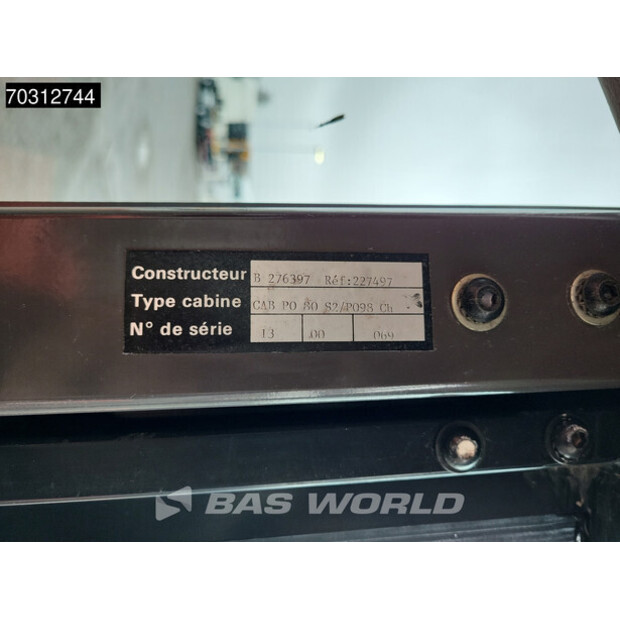 70312744
Constructeur B 276397 Réf:227497
Type cabine CAB PO 80 S2/P098 Ch
N° de série 13 00 069
BAS WORLD